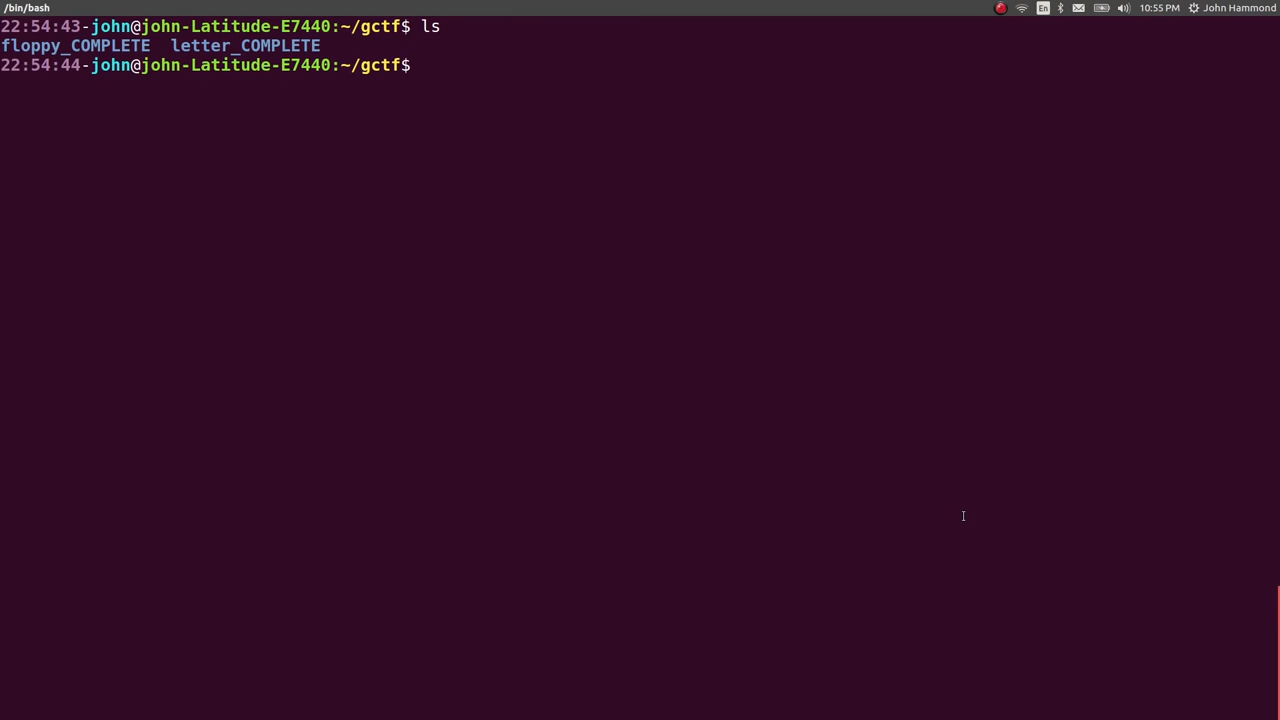 /bin/bash
En 10:55 PM John Hammond
22:54:43-john@john-Latitude-E7440:~/gctf$ ls
floppy_COMPLETE  letter_COMPLETE
22:54:44-john@john-Latitude-E7440:~/gctf$